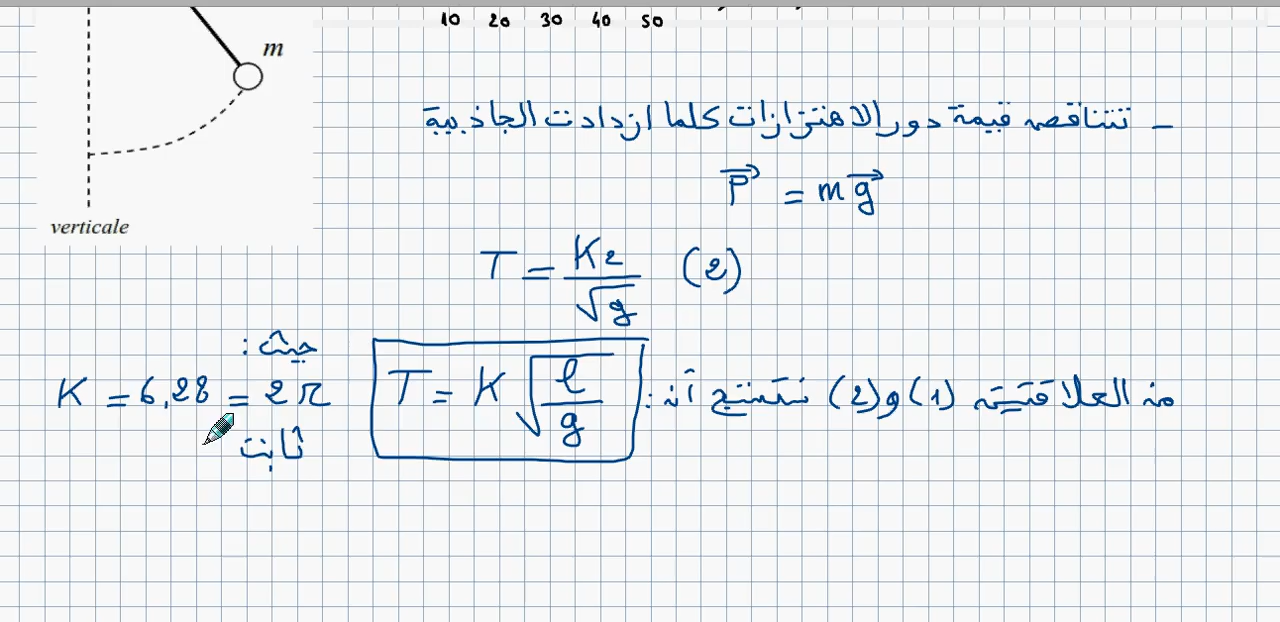 10 20 30 40 50
m
- تتناقص قيمة دور الاهتزازات كلما ازدادت الجاذبية
P⃗ = mg⃗
verticale
T = K2/√g (2)
من العلاقتين (1) و(2) نستنتج أن: T = K √(l/g) حيث:
K = 6,28 = 2π
ثابت